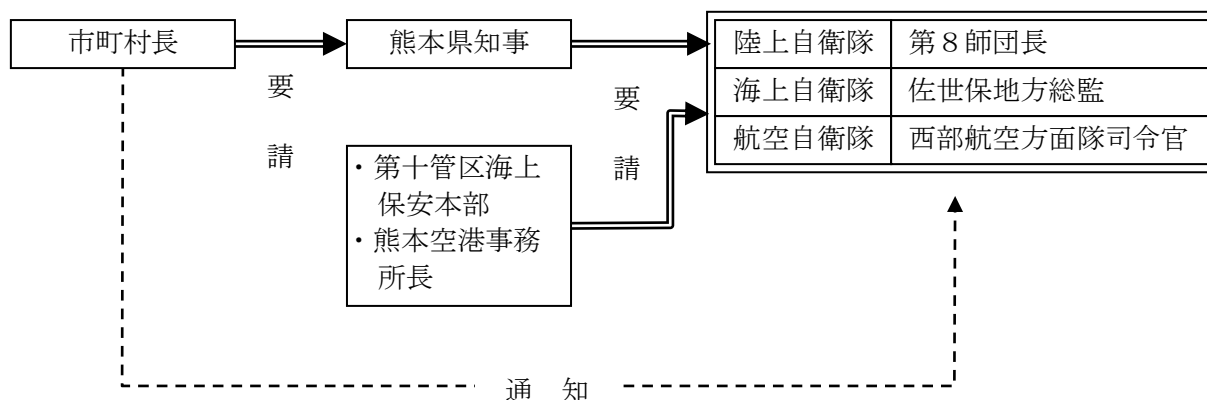 市町村長
熊本県知事
陸上自衛隊 第８師団長
海上自衛隊 佐世保地方総監
航空自衛隊 西部航空方面隊司令官
要
請
要
請
・第十管区海上
保安本部
・熊本空港事務
所長
通 知